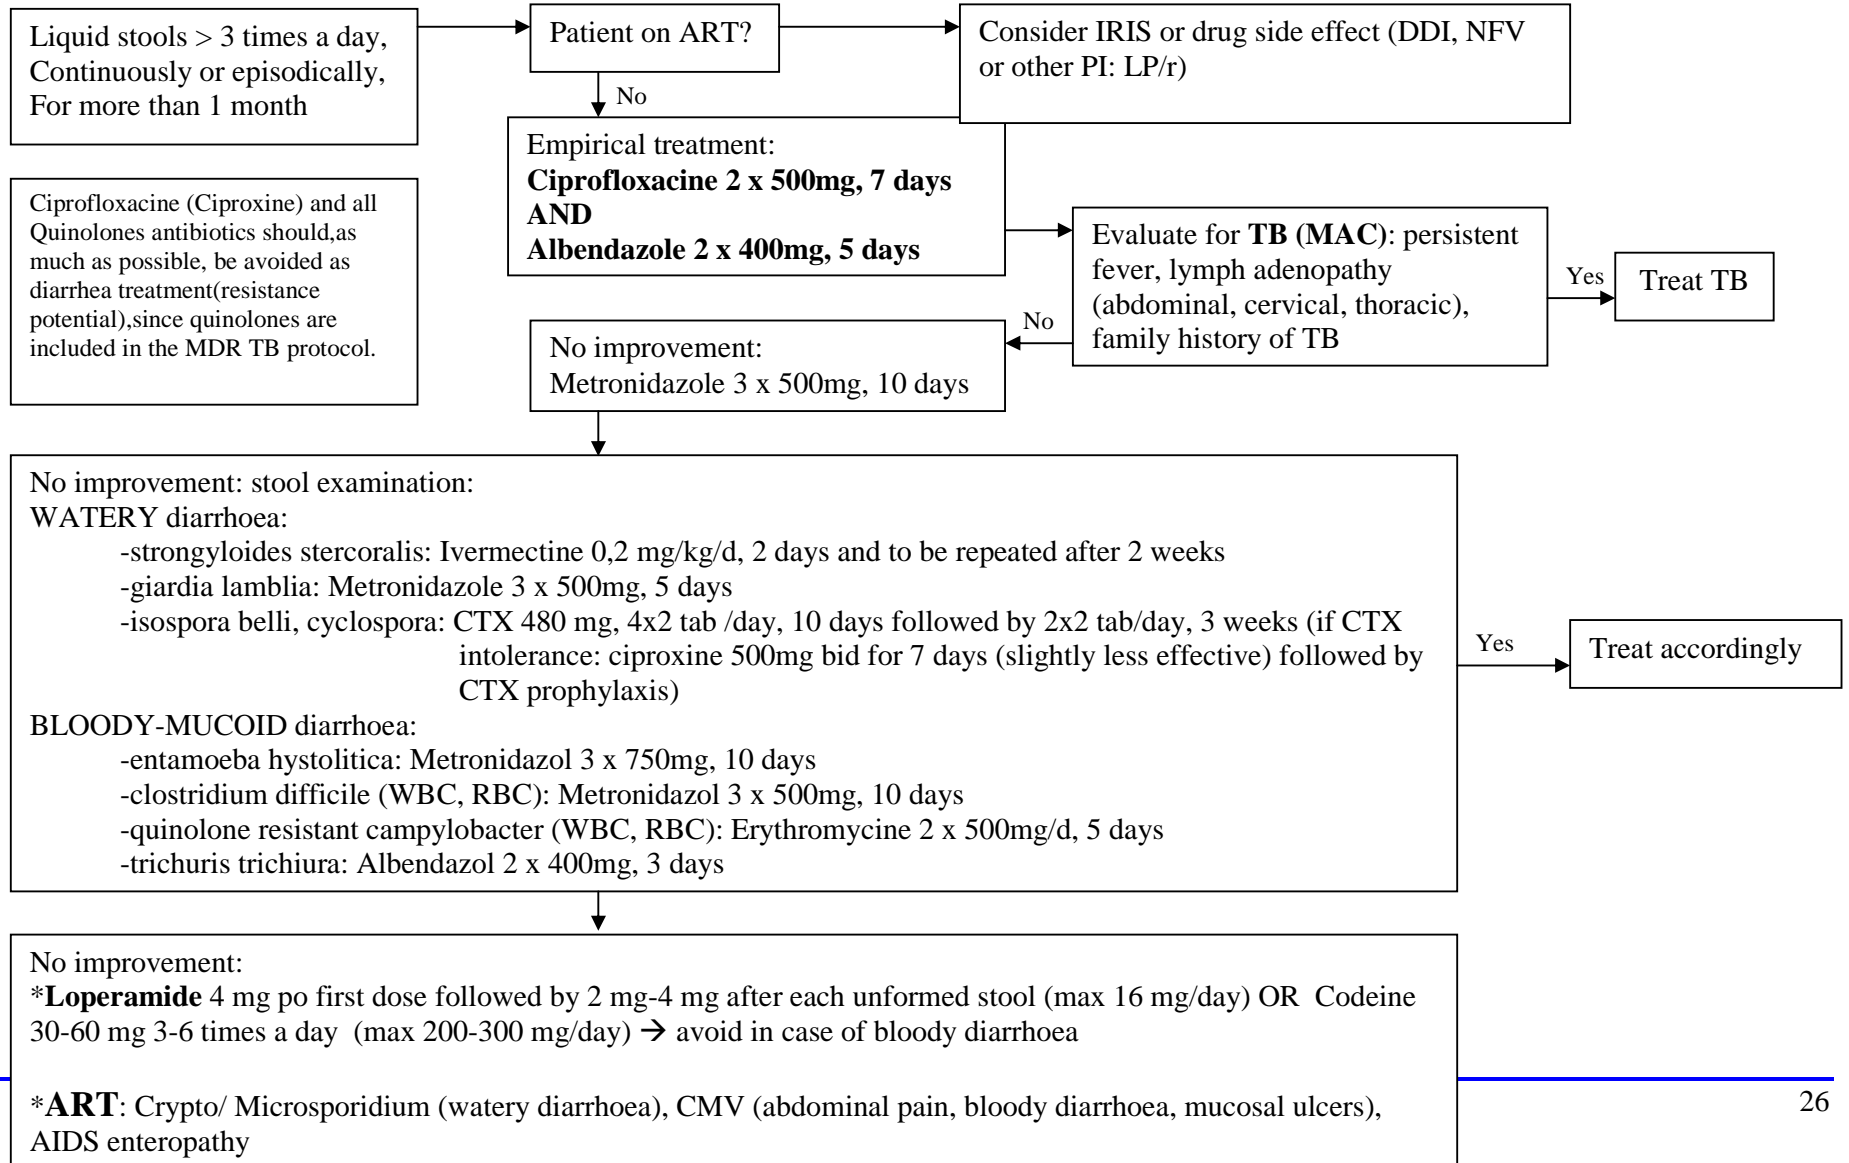 Liquid stools > 3 times a day,
Continuously or episodically,
For more than 1 month
Patient on ART?
Consider IRIS or drug side effect (DDI, NFV
or other PI: LP/r)
No
Empirical treatment:
Ciprofloxacine 2 x 500mg, 7 days
AND
Albendazole 2 x 400mg, 5 days
Ciprofloxacine (Ciproxine) and all
Quinolones antibiotics should,as
much as possible, be avoided as
diarrhea treatment(resistance
potential),since quinolones are
included in the MDR TB protocol.
Evaluate for TB (MAC): persistent
fever, lymph adenopathy
(abdominal, cervical, thoracic),
family history of TB
Yes
Treat TB
No
No improvement:
Metronidazole 3 x 500mg, 10 days
No improvement: stool examination:
WATERY diarrhoea:
-strongyloides stercoralis: Ivermectine 0,2 mg/kg/d, 2 days and to be repeated after 2 weeks
-giardia lamblia: Metronidazole 3 x 500mg, 5 days
-isospora belli, cyclospora: CTX 480 mg, 4x2 tab /day, 10 days followed by 2x2 tab/day, 3 weeks (if CTX
intolerance: ciproxine 500mg bid for 7 days (slightly less effective) followed by
CTX prophylaxis)
BLOODY-MUCOID diarrhoea:
-entamoeba hystolitica: Metronidazol 3 x 750mg, 10 days
-clostridium difficile (WBC, RBC): Metronidazol 3 x 500mg, 10 days
-quinolone resistant campylobacter (WBC, RBC): Erythromycine 2 x 500mg/d, 5 days
-trichuris trichiura: Albendazol 2 x 400mg, 3 days
Yes
Treat accordingly
No improvement:
*Loperamide 4 mg po first dose followed by 2 mg-4 mg after each unformed stool (max 16 mg/day) OR Codeine
30-60 mg 3-6 times a day (max 200-300 mg/day) → avoid in case of bloody diarrhoea
*ART: Crypto/ Microsporidium (watery diarrhoea), CMV (abdominal pain, bloody diarrhoea, mucosal ulcers),
AIDS enteropathy
26